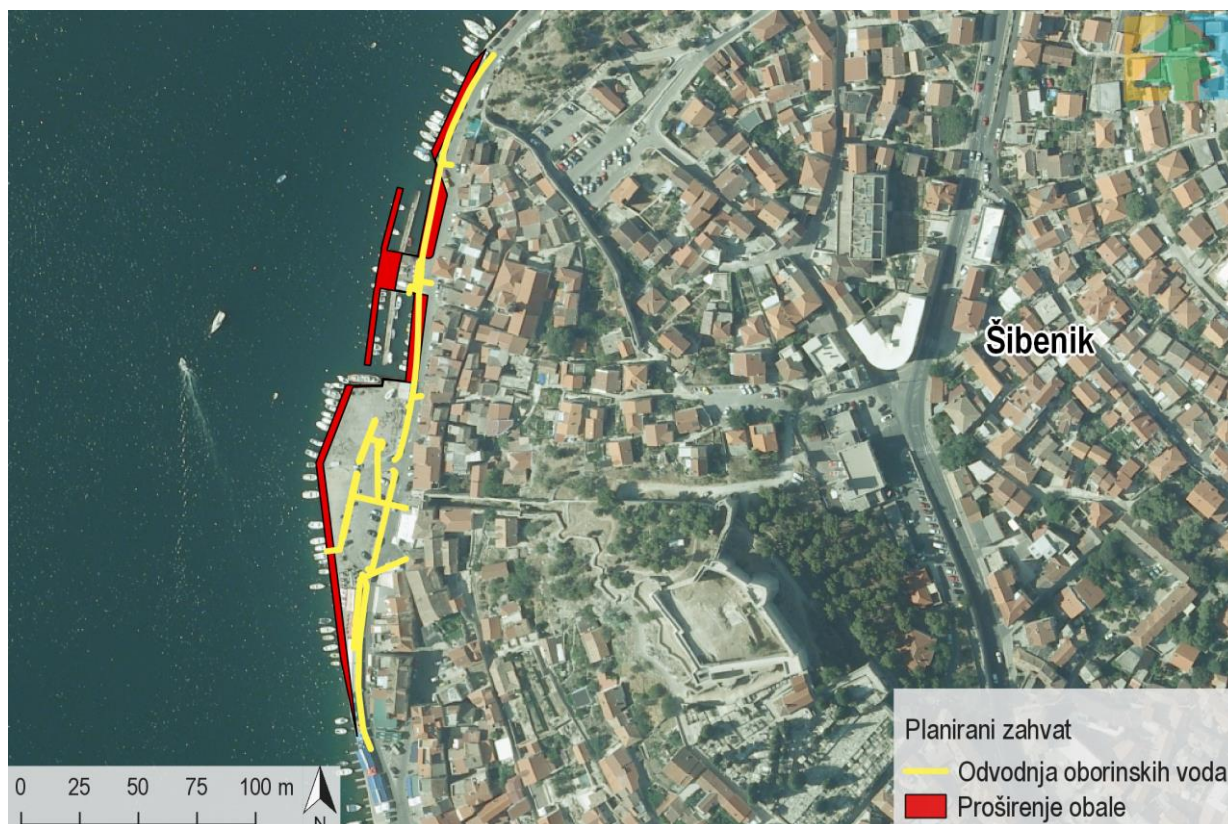 Šibenik
Planirani zahvat
Odvodnja oborinskih voda
Proširenje obale
0 25 50 75 100 m
N